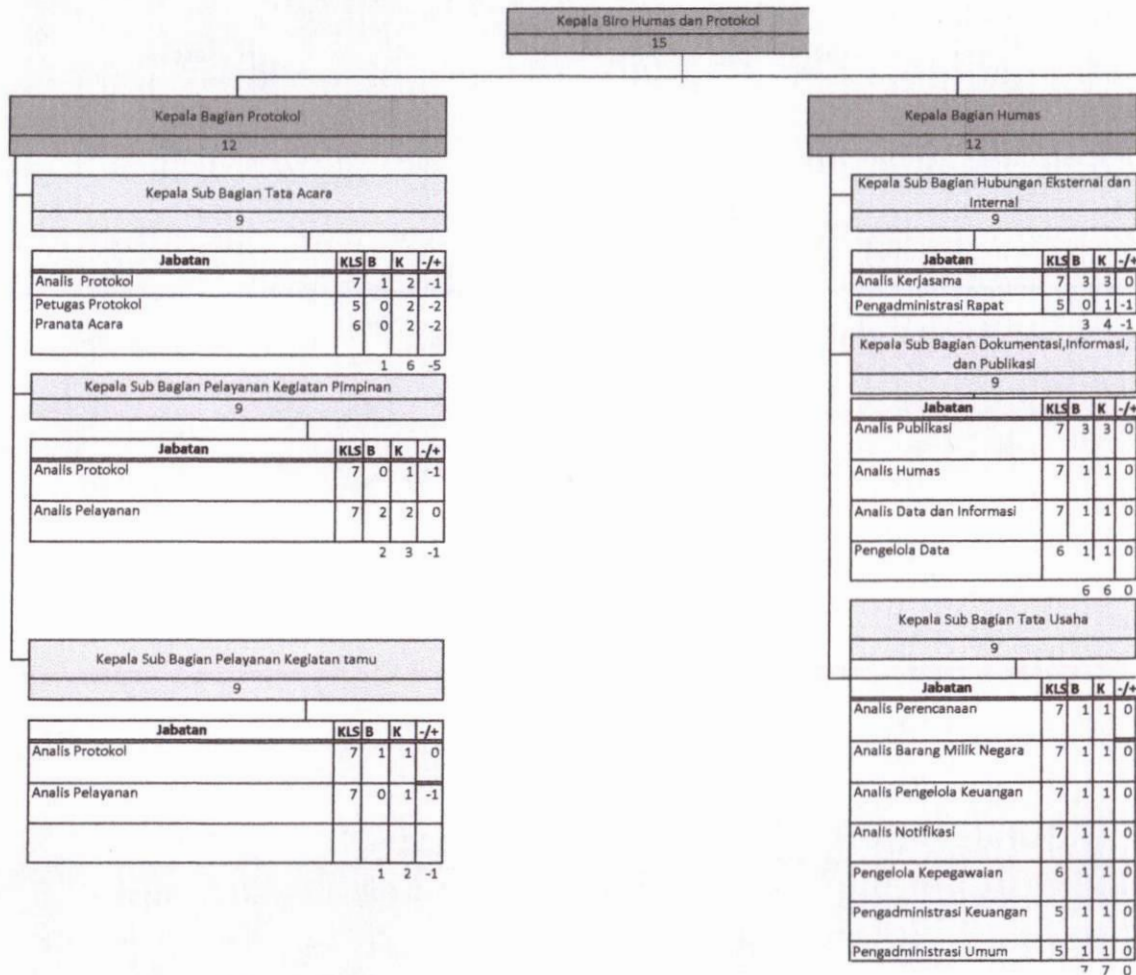 Kepala Biro Humas dan Protokol
15
Kepala Bagian Protokol
12
Kepala Sub Bagian Tata Acara
9
Jabatan KLS B K -/+
Analis Protokol 7 1 2 -1
Petugas Protokol 5 0 2 -2
Pranata Acara 6 0 2 -2
1 6 -5
Kepala Sub Bagian Pelayanan Kegiatan Pimpinan
9
Jabatan KLS B K -/+
Analis Protokol 7 0 1 -1
Analis Pelayanan 7 2 2 0
2 3 -1
Kepala Sub Bagian Pelayanan Kegiatan tamu
9
Jabatan KLS B K -/+
Analis Protokol 7 1 1 0
Analis Pelayanan 7 0 1 -1
1 2 -1
Kepala Bagian Humas
12
Kepala Sub Bagian Hubungan Eksternal dan
Internal
9
Jabatan KLS B K -/+
Analis Kerjasama 7 3 3 0
Pengadministrasi Rapat 5 0 1 -1
3 4 -1
Kepala Sub Bagian Dokumentasi,Informasi,
dan Publikasi
9
Jabatan KLS B K -/+
Analis Publikasi 7 3 3 0
Analis Humas 7 1 1 0
Analis Data dan Informasi 7 1 1 0
Pengelola Data 6 1 1 0
6 6 0
Kepala Sub Bagian Tata Usaha
9
Jabatan KLS B K -/+
Analis Perencanaan 7 1 1 0
Analis Barang Milik Negara 7 1 1 0
Analis Pengelola Keuangan 7 1 1 0
Analis Notifikasi 7 1 1 0
Pengelola Kepegawaian 6 1 1 0
Pengadministrasi Keuangan 5 1 1 0
Pengadministrasi Umum 5 1 1 0
7 7 0